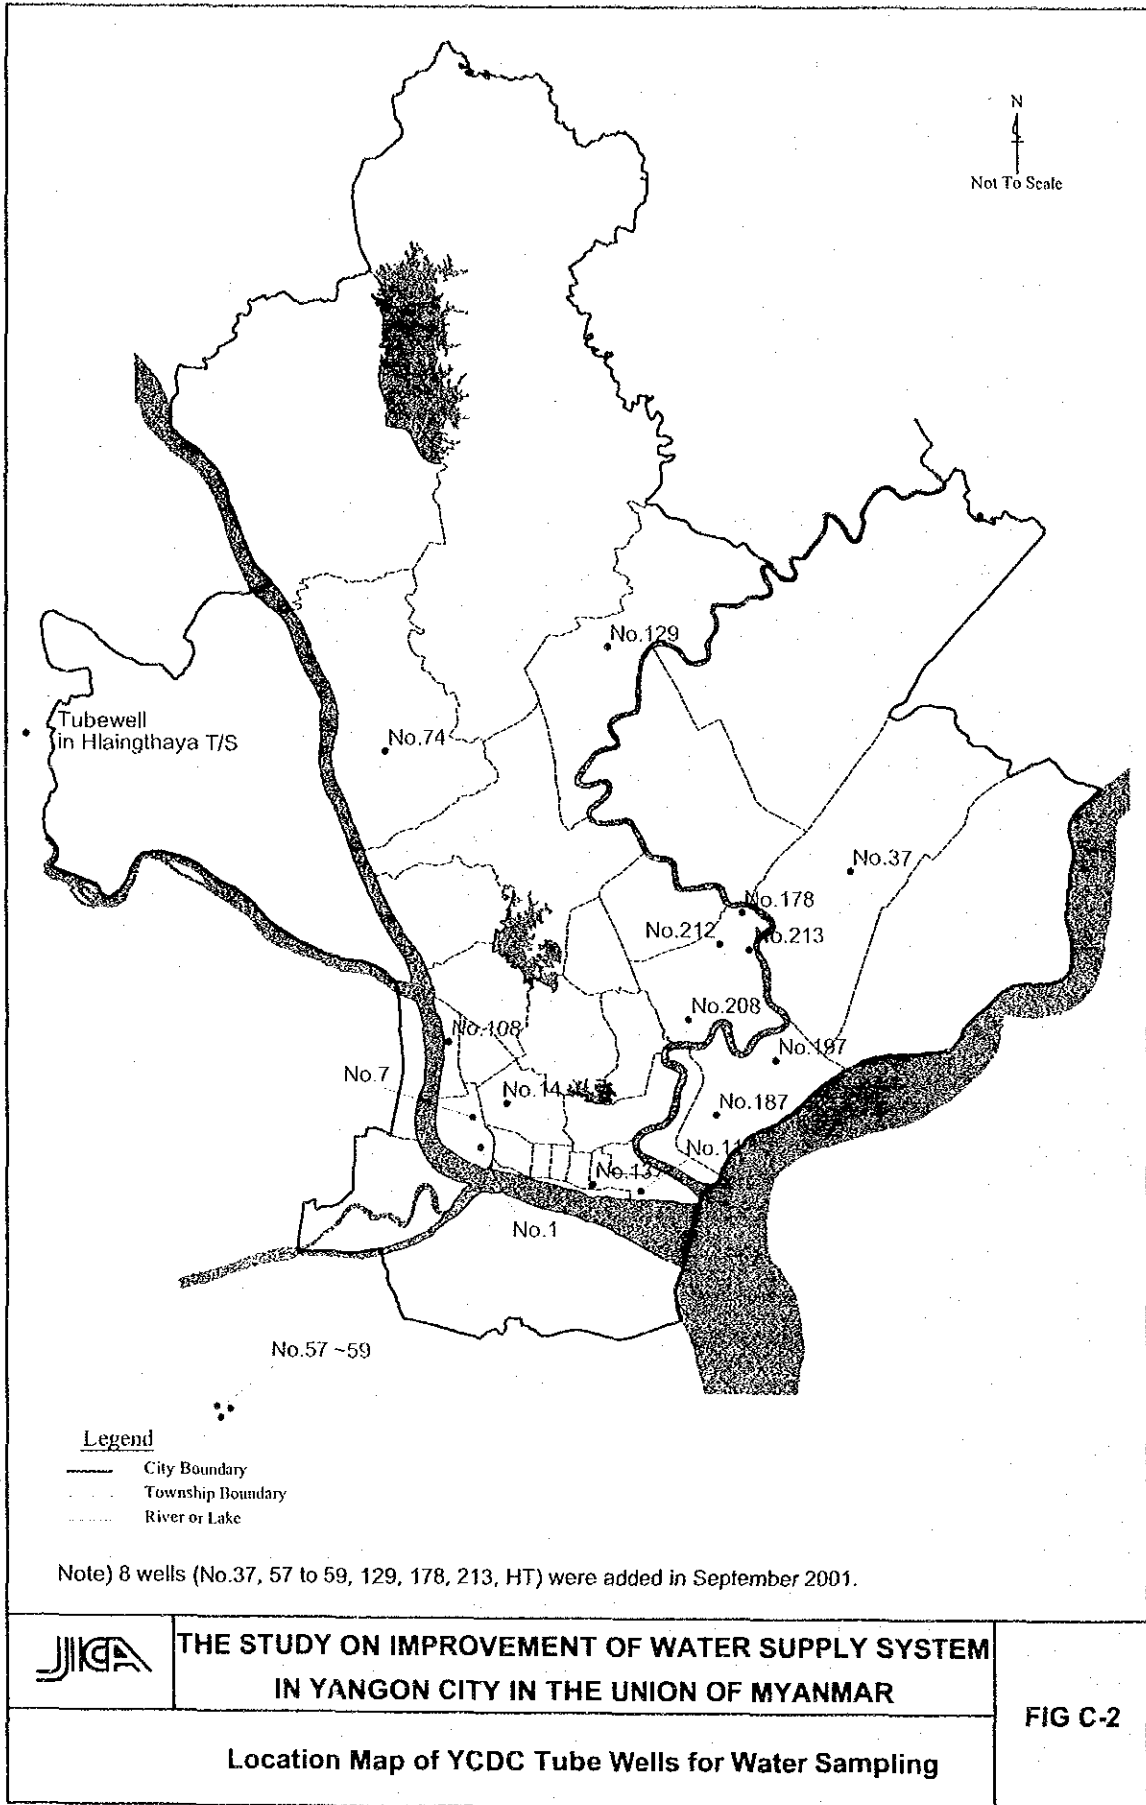 N
Not To Scale
No.129
Tubewell
in Hlaingthaya T/S
No.74
No.37
No.178
No.212
No.213
No.208
No.108
No.197
No.7
No.14
No.187
No.11
No.137
No.1
No.57 ~59
Legend
City Boundary
Township Boundary
River or Lake
Note) 8 wells (No.37, 57 to 59, 129, 178, 213, HT) were added in September 2001.
JICA
THE STUDY ON IMPROVEMENT OF WATER SUPPLY SYSTEM
IN YANGON CITY IN THE UNION OF MYANMAR
FIG C-2
Location Map of YCDC Tube Wells for Water Sampling